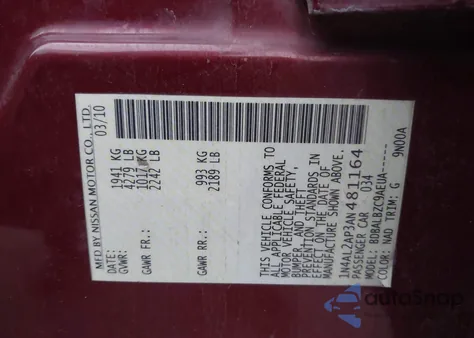 MFD BY NISSAN MOTOR CO., LTD.
DATE: 03/10
GVWR: 1941 KG
4279 LB
GAWR FR: 1017 KG
2242 LB
GAWR RR: 993 KG
2189 LB
THIS VEHICLE CONFORMS TO
ALL APPLICABLE FEDERAL
MOTOR VEHICLE SAFETY,
BUMPER, AND THEFT
PREVENTION STANDARDS IN
EFFECT ON THE DATE OF
MANUFACTURE SHOWN ABOVE.
1N4AL2AP3AN481164
PASSENGER CAR 034
MODEL: BDBALBZC9AEUA---
COLOR: NAD TRIM: G 9N00A
autoSnap